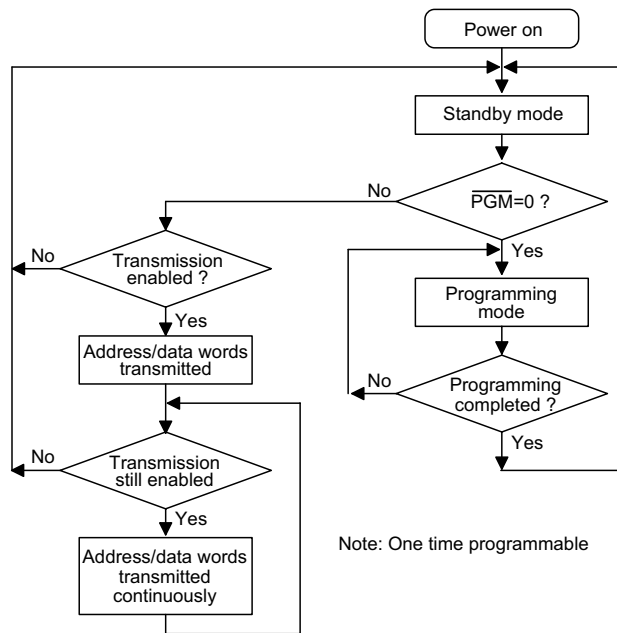 Power on
Standby mode
No
P̅G̅M̅=0 ?
Yes
No
Transmission
enabled ?
Yes
Programming
mode
Address/data words
transmitted
No
Programming
completed ?
Yes
No
Transmission
still enabled
Yes
Address/data words
transmitted
continuously
Note: One time programmable